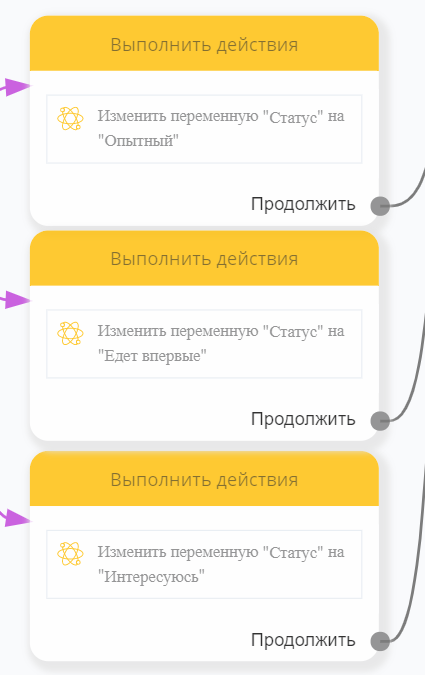 Выполнить действия
Изменить переменную "Статус" на
"Опытный"
Продолжить
Выполнить действия
Изменить переменную "Статус" на
"Едет впервые"
Продолжить
Выполнить действия
Изменить переменную "Статус" на
"Интересуюсь"
Продолжить